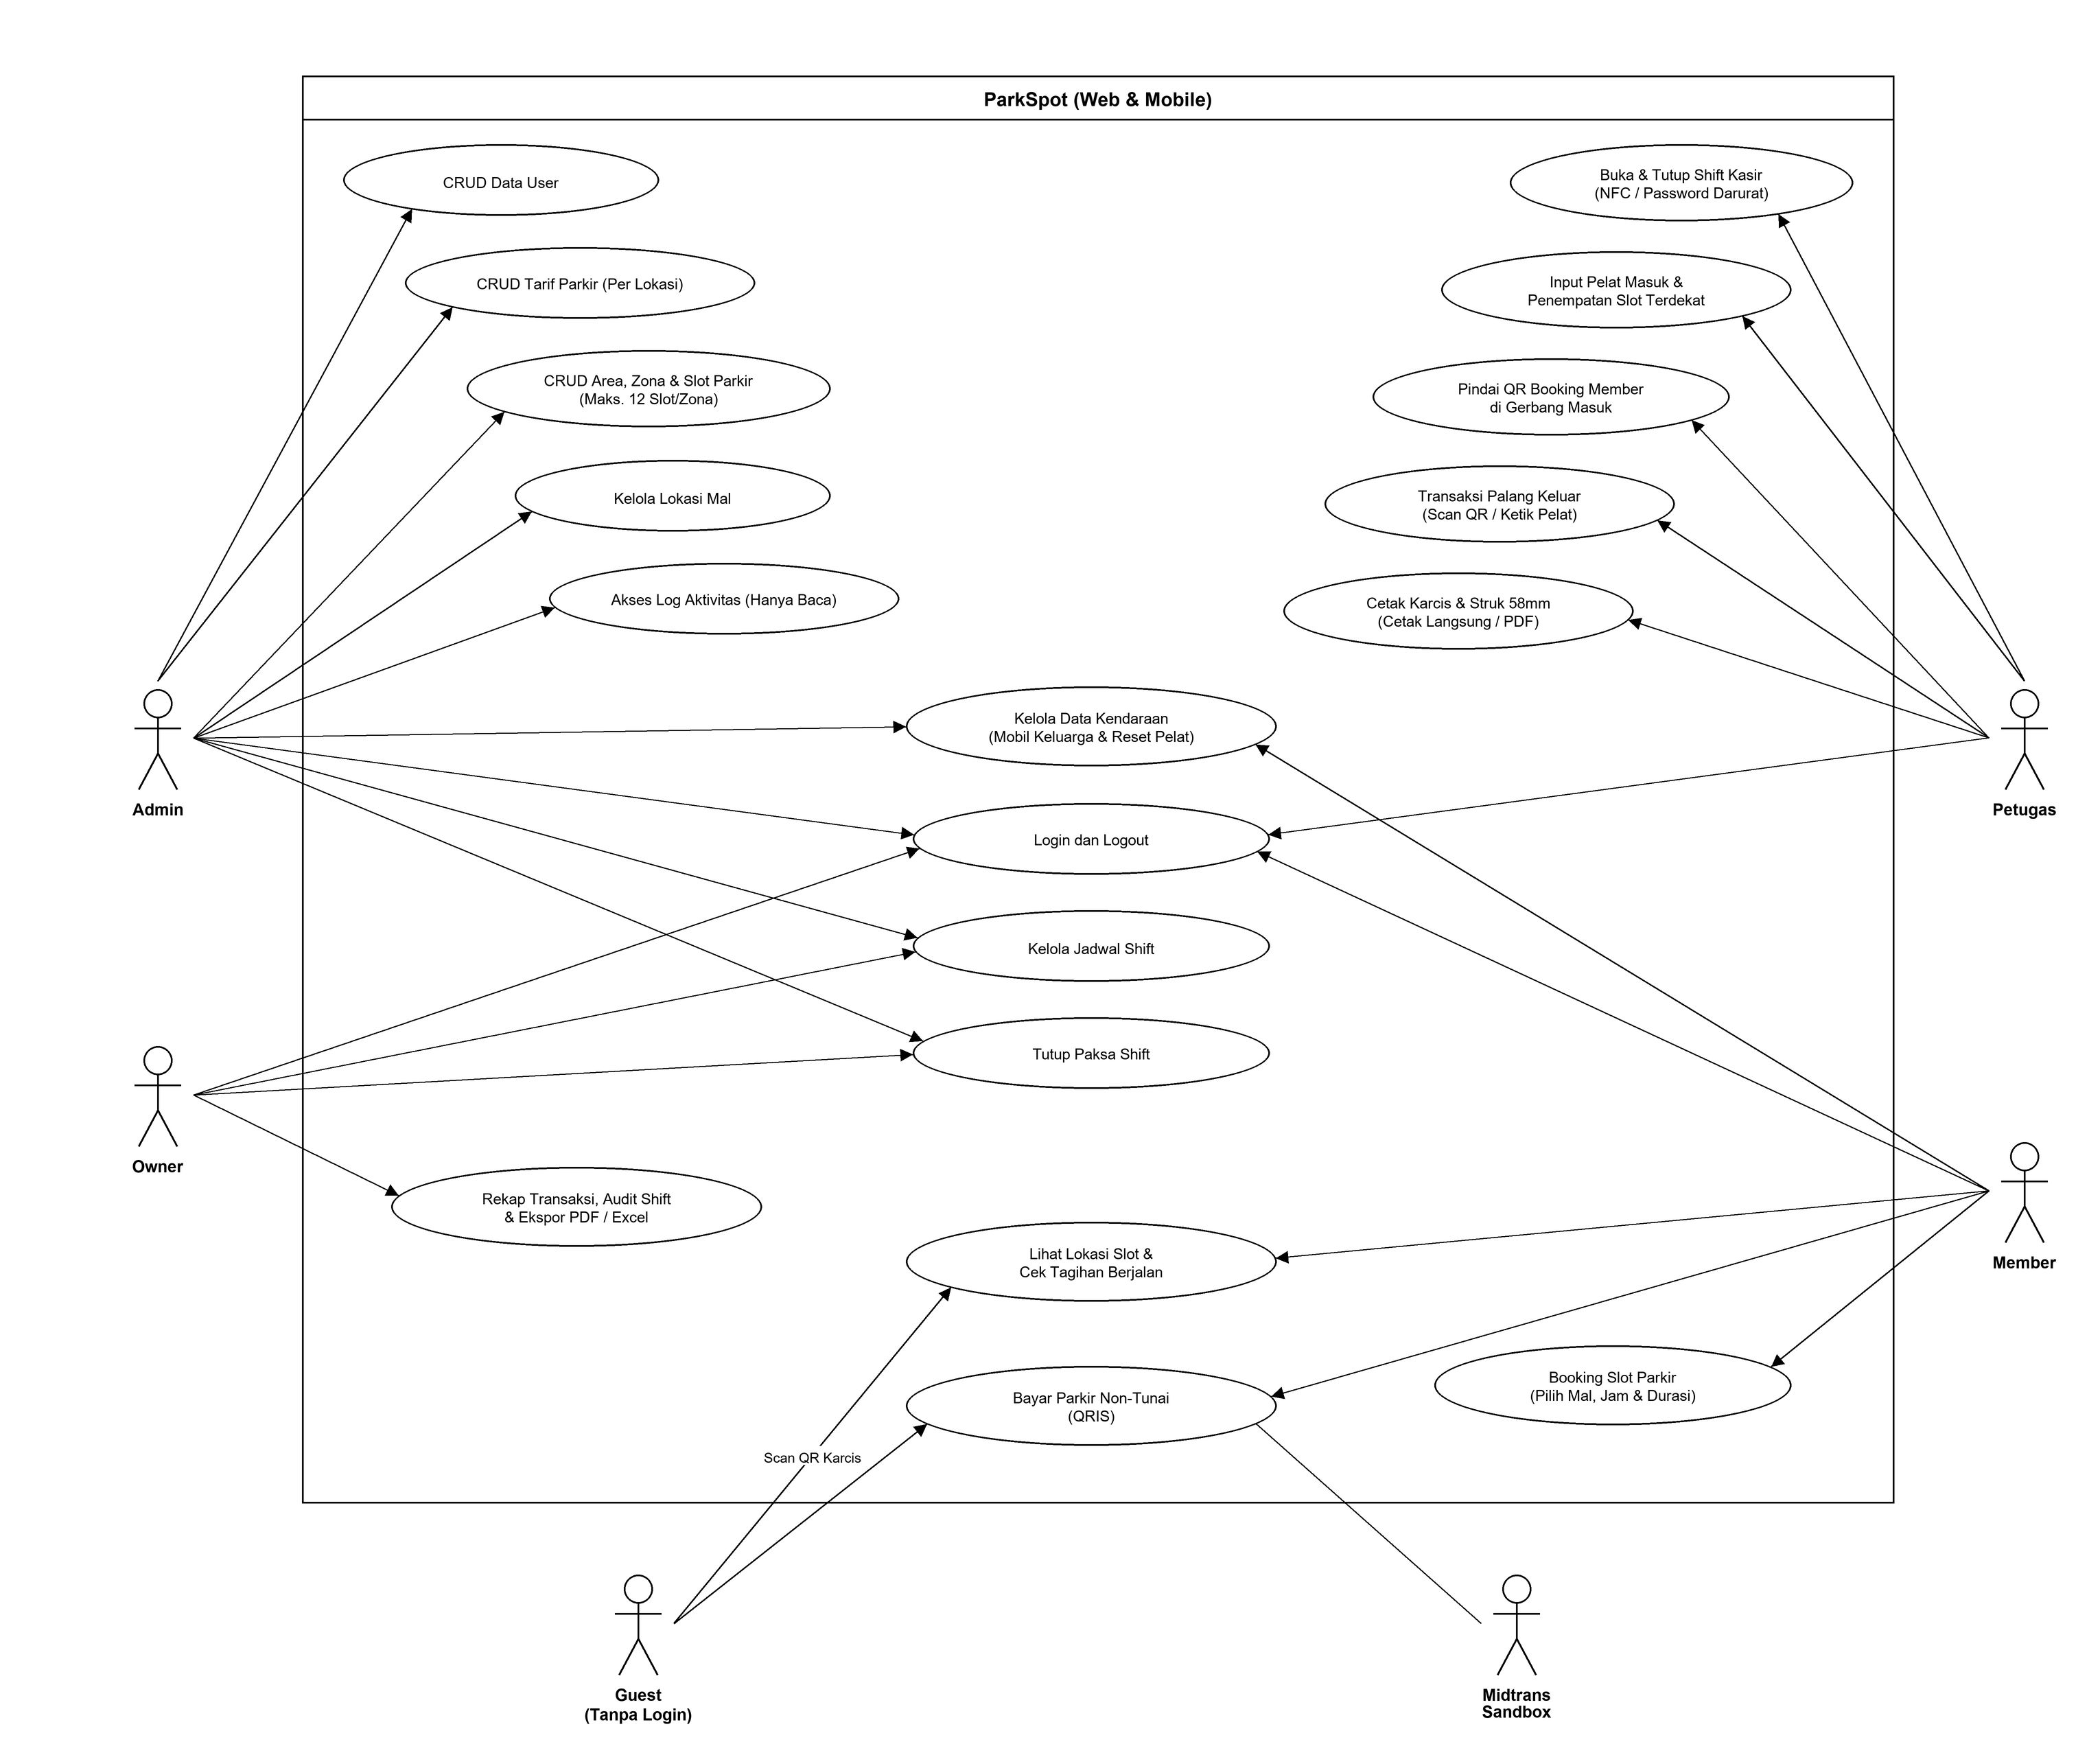 ParkSpot (Web & Mobile)
CRUD Data User
Buka & Tutup Shift Kasir
(NFC / Password Darurat)
CRUD Tarif Parkir (Per Lokasi)
Input Pelat Masuk &
Penempatan Slot Terdekat
CRUD Area, Zona & Slot Parkir
(Maks. 12 Slot/Zona)
Pindai QR Booking Member
di Gerbang Masuk
Kelola Lokasi Mal
Transaksi Palang Keluar
(Scan QR / Ketik Pelat)
Akses Log Aktivitas (Hanya Baca)
Cetak Karcis & Struk 58mm
(Cetak Langsung / PDF)
Kelola Data Kendaraan
(Mobil Keluarga & Reset Pelat)
Admin
Petugas
Login dan Logout
Kelola Jadwal Shift
Tutup Paksa Shift
Owner
Rekap Transaksi, Audit Shift
& Ekspor PDF / Excel
Lihat Lokasi Slot &
Cek Tagihan Berjalan
Member
Bayar Parkir Non-Tunai
(QRIS)
Booking Slot Parkir
(Pilih Mal, Jam & Durasi)
Scan QR Karcis
Guest
(Tanpa Login)
Midtrans
Sandbox